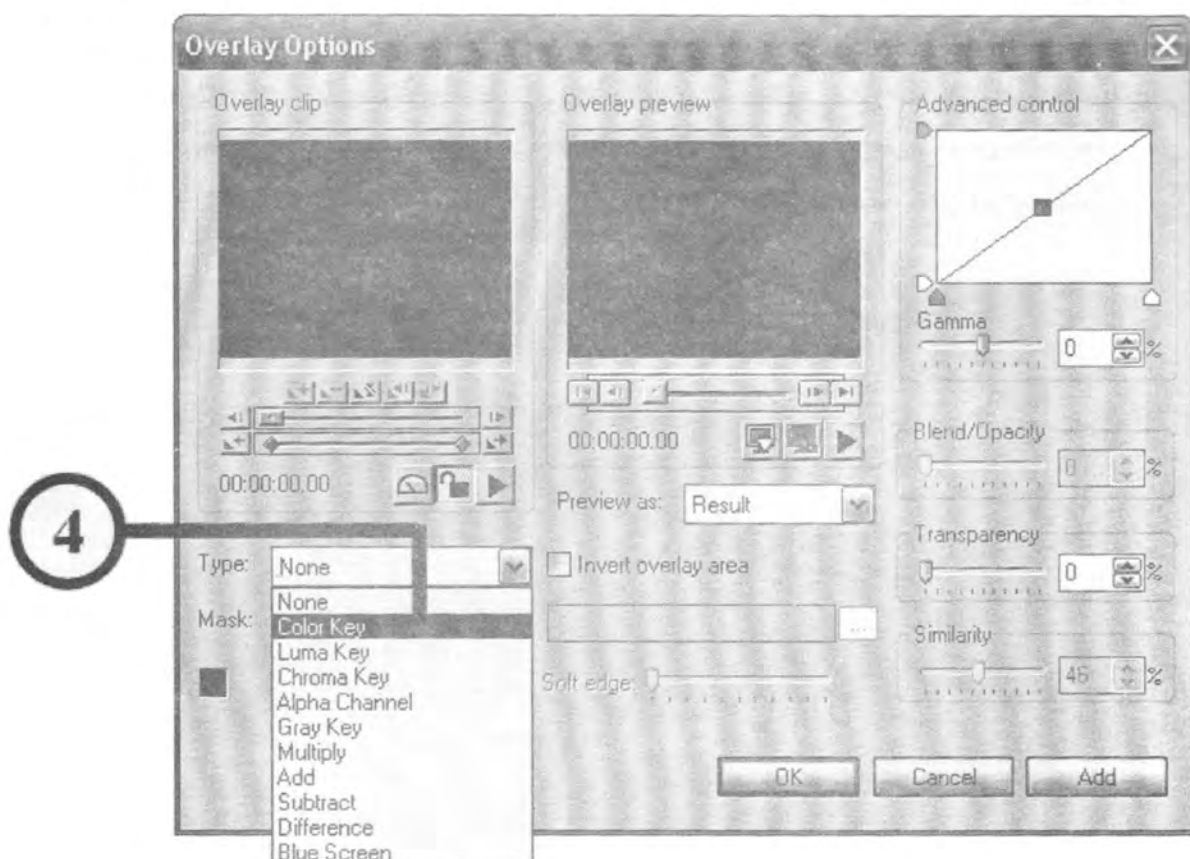 Overlay Options
Overlay clip
00:00:00.00
Overlay preview
00:00:00.00
Preview as: Result
Advanced control
Gamma
0 %
Blend/Opacity
0 %
Transparency
0 %
Similarity
46 %
4
Type: None
None
Color Key
Luma Key
Chroma Key
Alpha Channel
Gray Key
Multiply
Add
Subtract
Difference
Blue Screen
Mask:
Invert overlay area
...
Soft edge:
OK
Cancel
Add